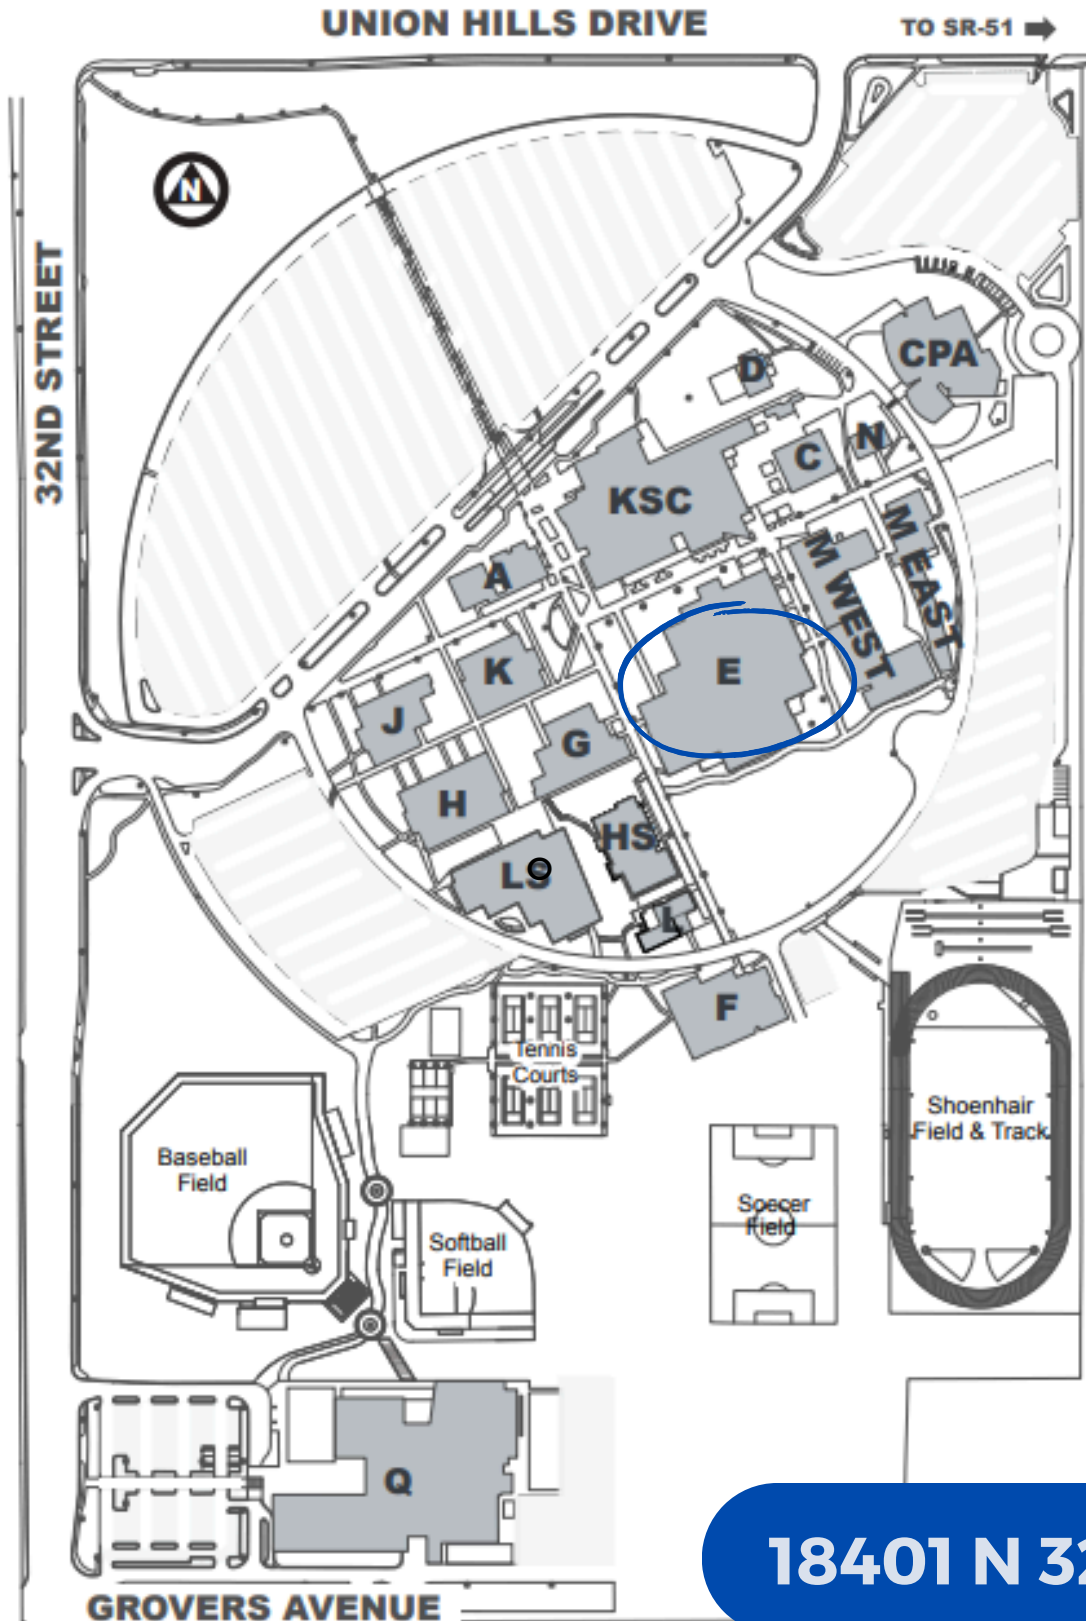 UNION HILLS DRIVE
TO SR-51
N
32ND STREET
CPA
D
N
C
KSC
M EAST
M WEST
A
E
K
J
G
H
HS
LS
L
F
Tennis
Courts
Shoenhair
Field & Track
Baseball
Field
Soccer
Field
Softball
Field
Q
18401 N 32
GROVERS AVENUE